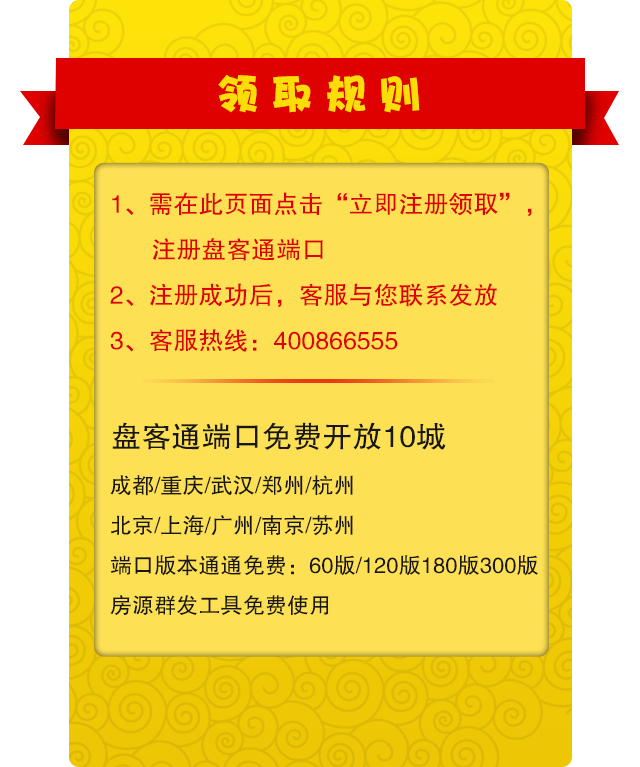 领取规则
1、需在此页面点击“立即注册领取”，
注册盘客通端口
2、注册成功后，客服与您联系发放
3、客服热线：400866555
盘客通端口免费开放10城
成都/重庆/武汉/郑州/杭州
北京/上海/广州/南京/苏州
端口版本通通免费：60版/120版180版300版
房源群发工具免费使用